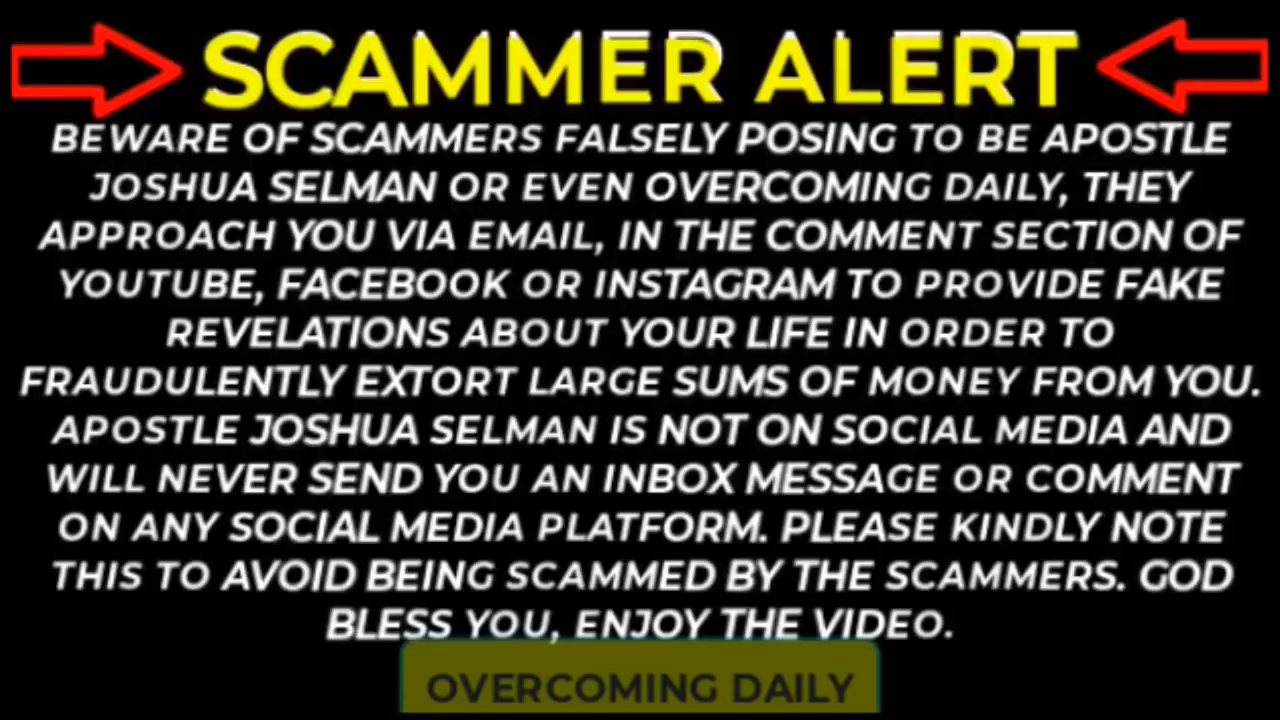 SCAMMER ALERT
BEWARE OF SCAMMERS FALSELY POSING TO BE APOSTLE
JOSHUA SELMAN OR EVEN OVERCOMING DAILY, THEY
APPROACH YOU VIA EMAIL, IN THE COMMENT SECTION OF
YOUTUBE, FACEBOOK OR INSTAGRAM TO PROVIDE FAKE
REVELATIONS ABOUT YOUR LIFE IN ORDER TO
FRAUDULENTLY EXTORT LARGE SUMS OF MONEY FROM YOU.
APOSTLE JOSHUA SELMAN IS NOT ON SOCIAL MEDIA AND
WILL NEVER SEND YOU AN INBOX MESSAGE OR COMMENT
ON ANY SOCIAL MEDIA PLATFORM. PLEASE KINDLY NOTE
THIS TO AVOID BEING SCAMMED BY THE SCAMMERS. GOD
BLESS YOU, ENJOY THE VIDEO.
OVERCOMING DAILY